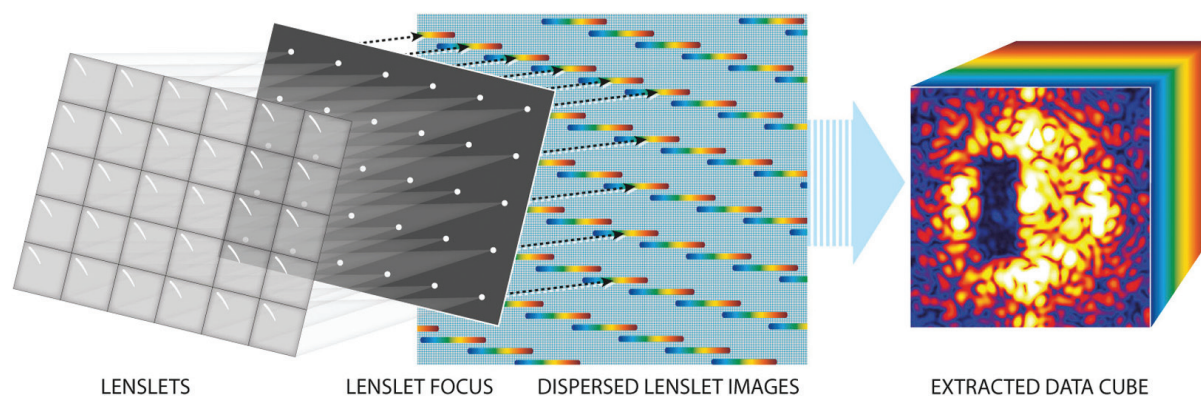 LENSLETS
LENSLET FOCUS
DISPERSED LENSLET IMAGES
EXTRACTED DATA CUBE